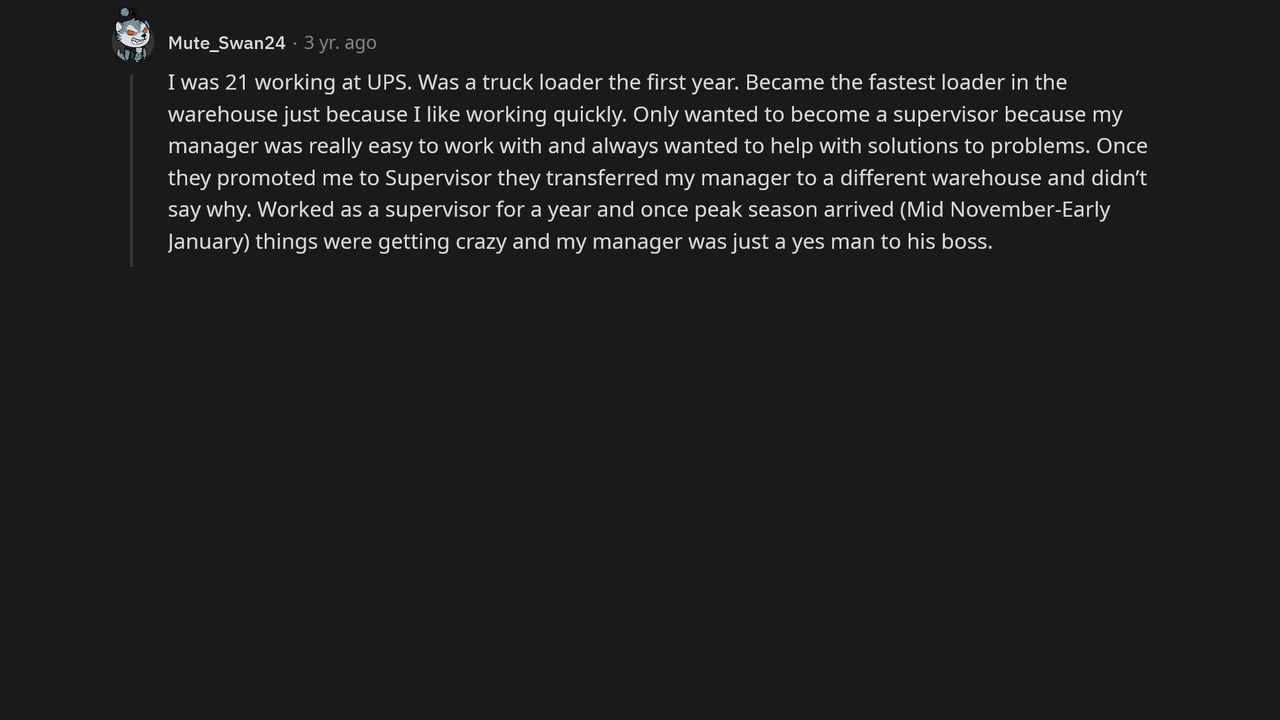 Mute_Swan24 · 3 yr. ago
I was 21 working at UPS. Was a truck loader the first year. Became the fastest loader in the
warehouse just because I like working quickly. Only wanted to become a supervisor because my
manager was really easy to work with and always wanted to help with solutions to problems. Once
they promoted me to Supervisor they transferred my manager to a different warehouse and didn’t
say why. Worked as a supervisor for a year and once peak season arrived (Mid November-Early
January) things were getting crazy and my manager was just a yes man to his boss.